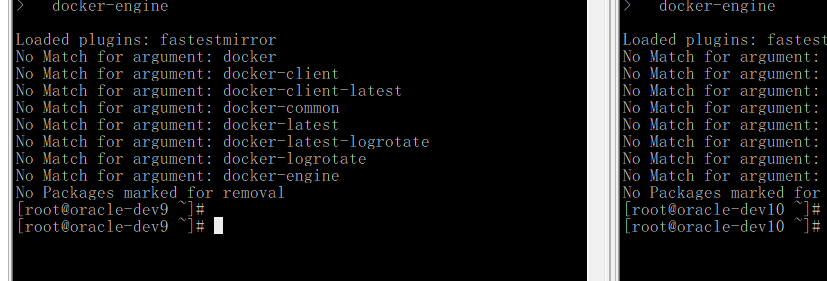 >   docker-engine
Loaded plugins: fastestmirror
No Match for argument: docker
No Match for argument: docker-client
No Match for argument: docker-client-latest
No Match for argument: docker-common
No Match for argument: docker-latest
No Match for argument: docker-latest-logrotate
No Match for argument: docker-logrotate
No Match for argument: docker-engine
No Packages marked for removal
[root@oracle-dev9 ~]#
[root@oracle-dev9 ~]#
>   docker-engine
Loaded plugins: fastest
No Match for argument:
No Match for argument:
No Match for argument:
No Match for argument:
No Match for argument:
No Match for argument:
No Match for argument:
No Match for argument:
No Packages marked for
[root@oracle-dev10 ~]#
[root@oracle-dev10 ~]#